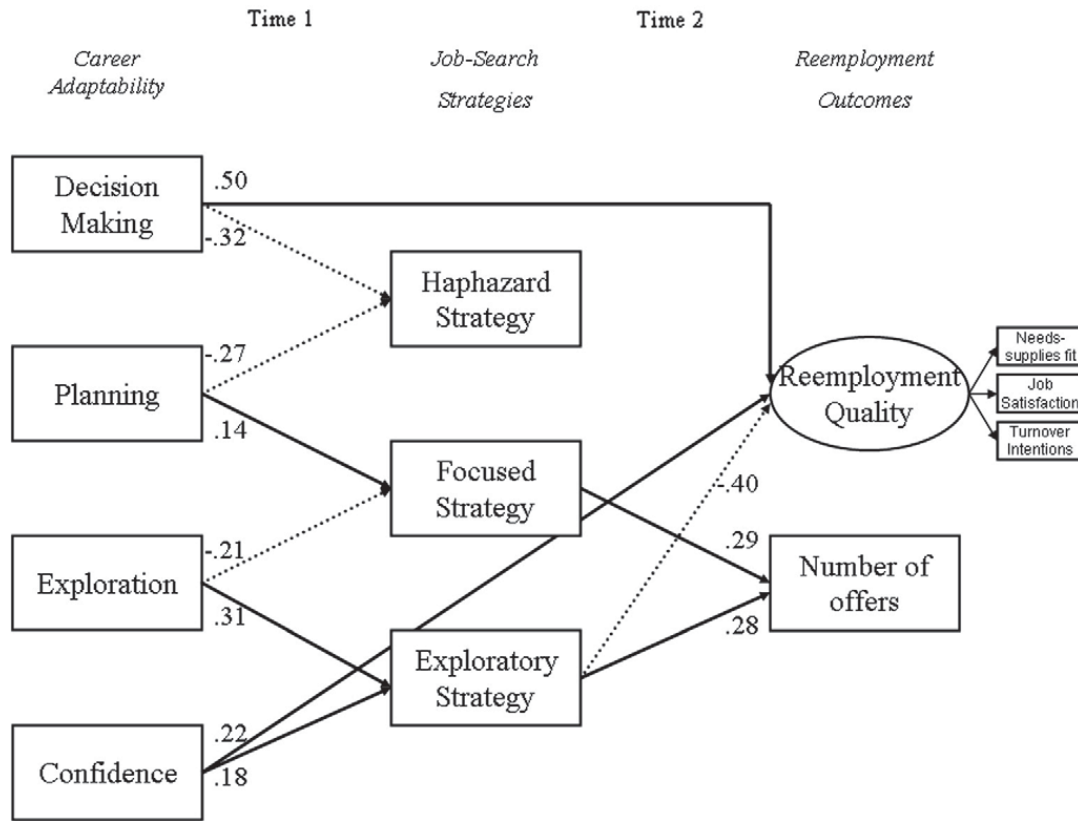 Time 1
Time 2
Career
Adaptability
Job-Search
Strategies
Reemployment
Outcomes
Decision
Making
.50
-.32
Haphazard
Strategy
Planning
-.27
.14
Reemployment
Quality
Needs-
supplies fit
Job
Satisfaction
Turnover
Intentions
Focused
Strategy
-.40
.29
Exploration
-.21
.31
Number of
offers
.28
Exploratory
Strategy
Confidence
.22
.18